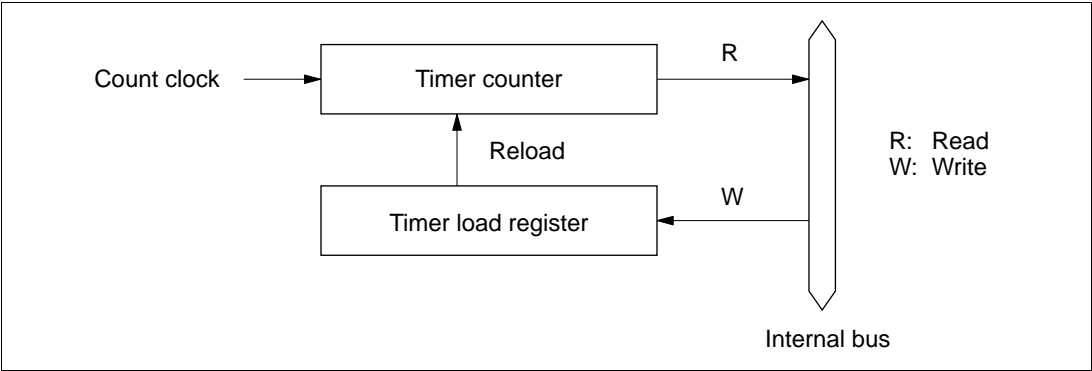 Count clock
Timer counter
R
Reload
R: Read
W: Write
Timer load register
W
Internal bus